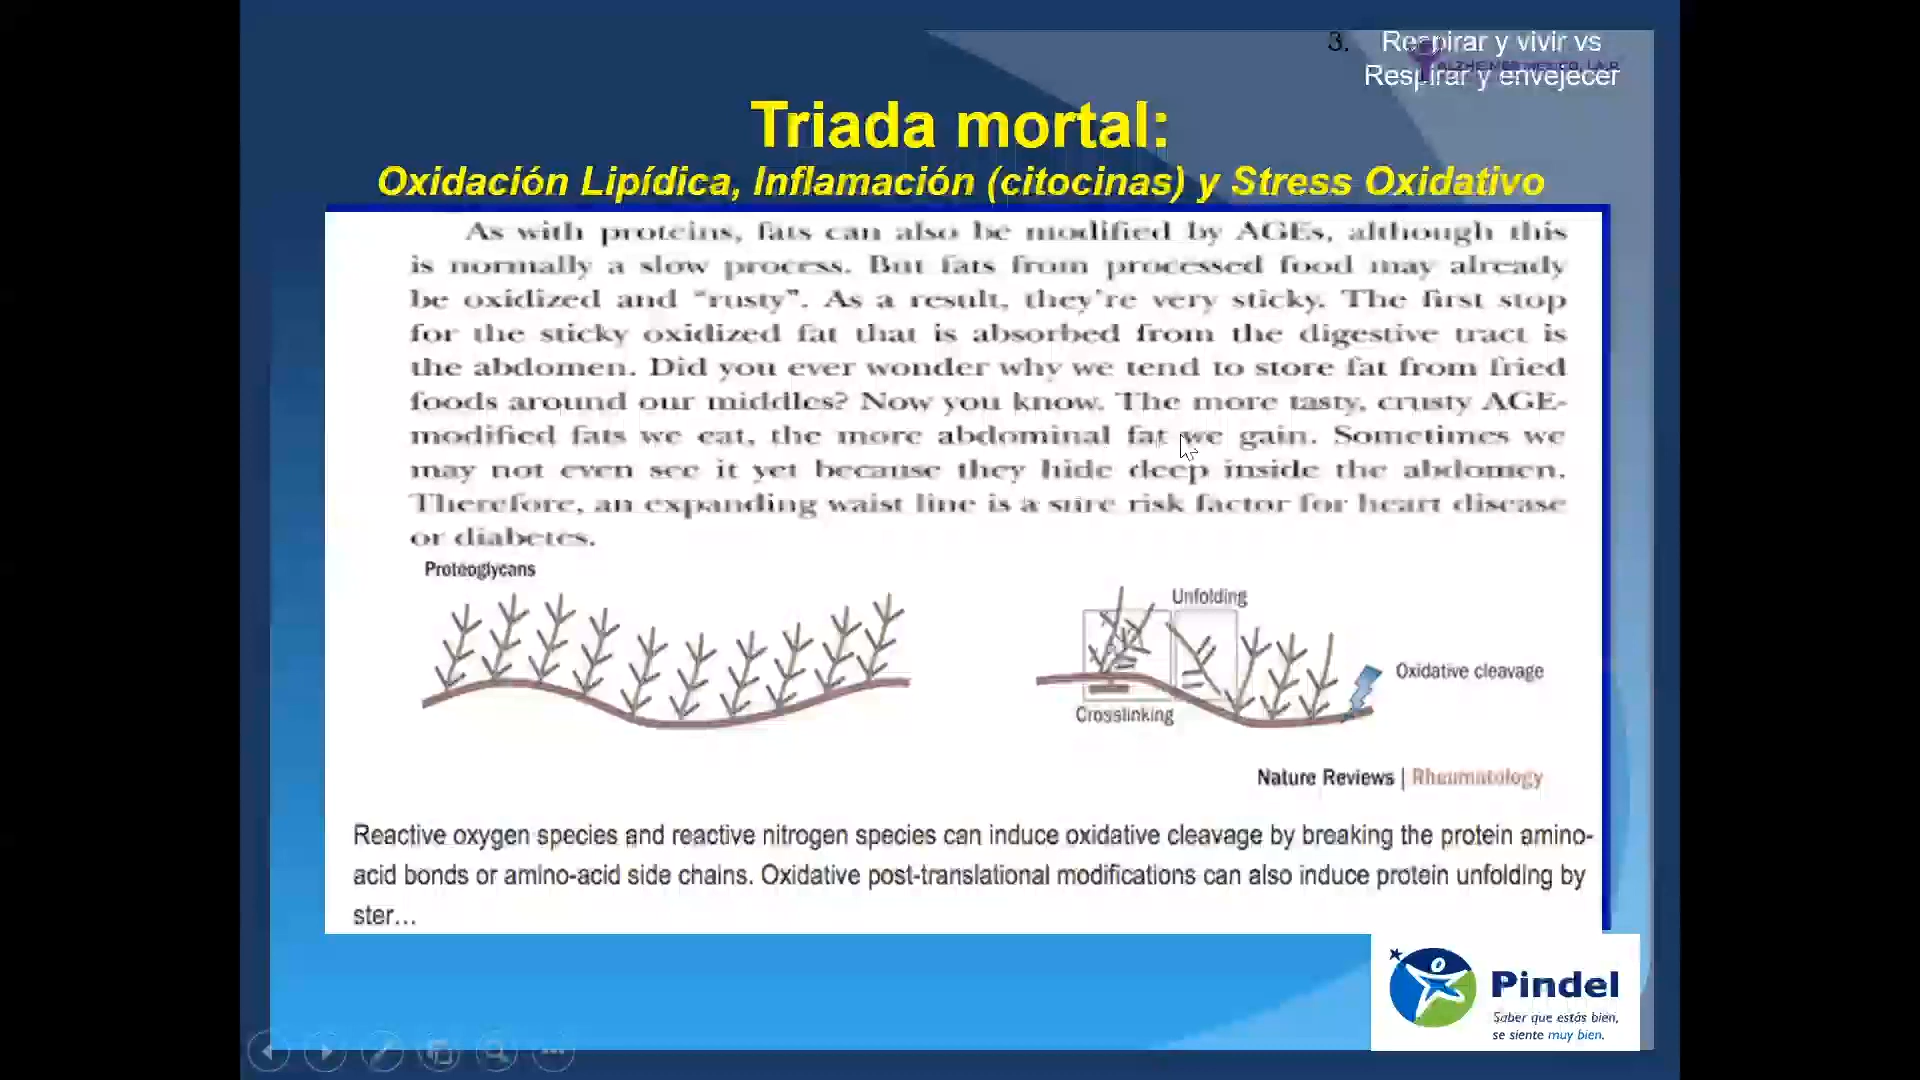 3. Respirar y vivir vs
Respirar y envejecer
ALZHEIMER MEXICO, I.A.P.
Triada mortal:
Oxidación Lipídica, Inflamación (citocinas) y Stress Oxidativo
As with proteins, fats can also be modified by AGEs, although this
is normally a slow process. But fats from processed food may already
be oxidized and “rusty”. As a result, they’re very sticky. The first stop
for the sticky oxidized fat that is absorbed from the digestive tract is
the abdomen. Did you ever wonder why we tend to store fat from fried
foods around our middles? Now you know. The more tasty, crusty AGE-
modified fats we eat, the more abdominal fat we gain. Sometimes we
may not even see it yet because they hide deep inside the abdomen.
Therefore, an expanding waist line is a sure risk factor for heart disease
or diabetes.
Proteoglycans
Unfolding
Oxidative cleavage
Crosslinking
Nature Reviews | Rheumatology
Reactive oxygen species and reactive nitrogen species can induce oxidative cleavage by breaking the protein amino-
acid bonds or amino-acid side chains. Oxidative post-translational modifications can also induce protein unfolding by
ster...
Pindel
Saber que estás bien,
se siente muy bien.